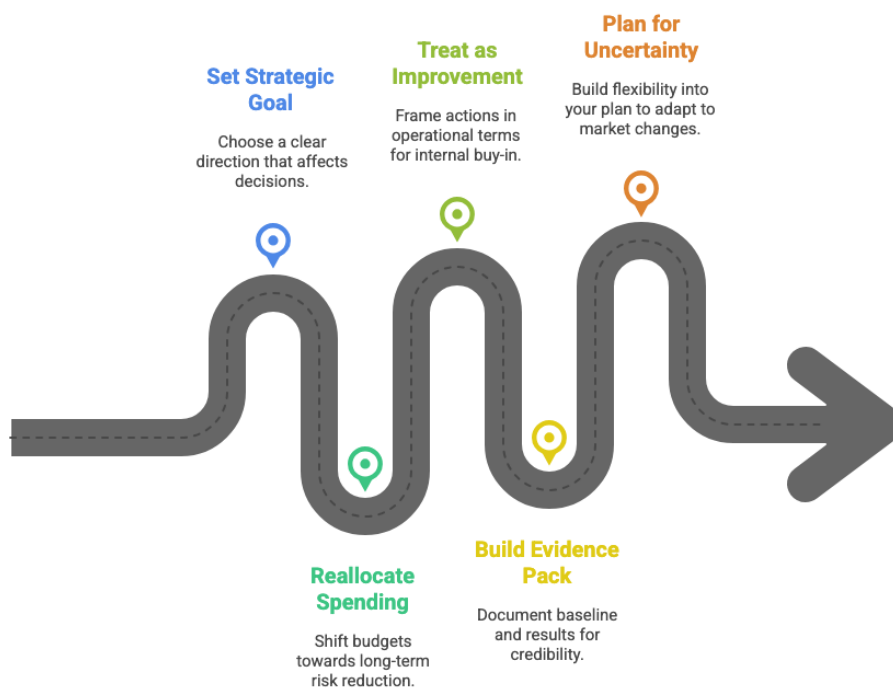 Set Strategic
Goal
Choose a clear
direction that affects
decisions.
Reallocate
Spending
Shift budgets
towards long-term
risk reduction.
Treat as
Improvement
Frame actions in
operational terms
for internal buy-in.
Build Evidence
Pack
Document baseline
and results for
credibility.
Plan for
Uncertainty
Build flexibility into
your plan to adapt to
market changes.